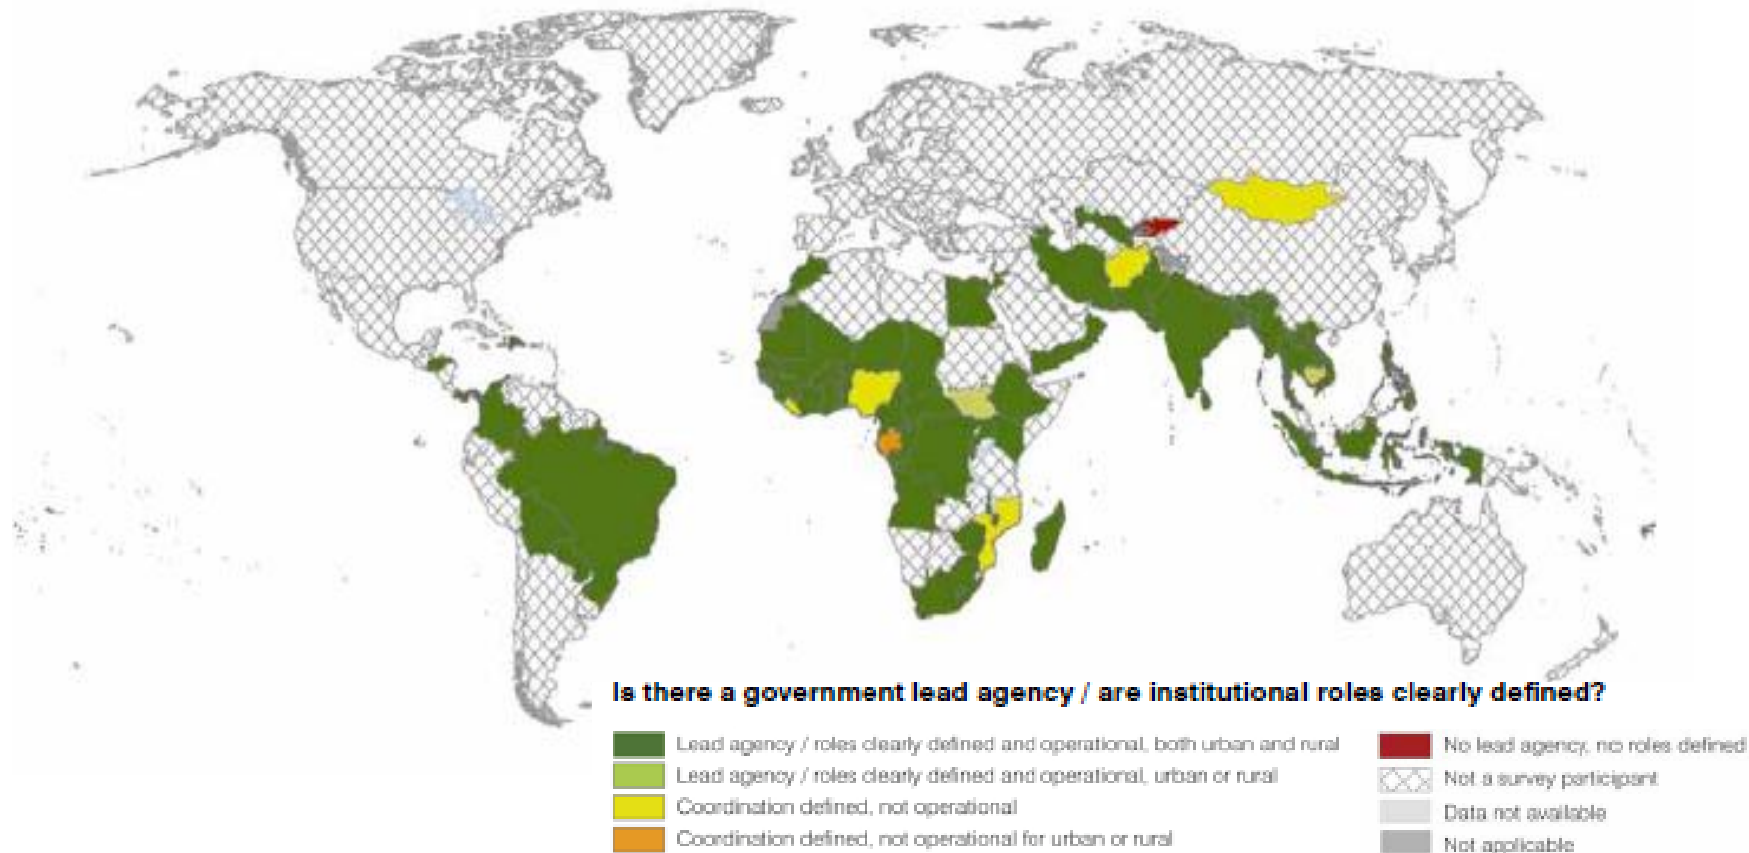 Is there a government lead agency / are institutional roles clearly defined?
Lead agency / roles clearly defined and operational, both urban and rural
Lead agency / roles clearly defined and operational, urban or rural
Coordination defined, not operational
Coordination defined, not operational for urban or rural
No lead agency, no roles defined
Not a survey participant
Data not available
Not applicable